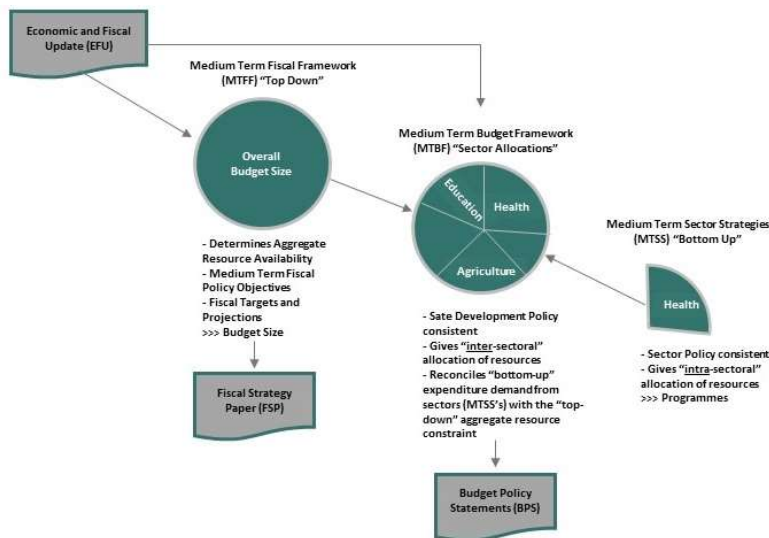 Economic and Fiscal
Update (EFU)
Medium Term Fiscal Framework
(MTFF) “Top Down”
Overall
Budget Size
- Determines Aggregate
Resource Availability
- Medium Term Fiscal
Policy Objectives
- Fiscal Targets and
Projections
>>> Budget Size
Fiscal Strategy
Paper (FSP)
Medium Term Budget Framework
(MTBF) “Sector Allocations”
Education
Health
Agriculture
- Sate Development Policy
consistent
- Gives “inter-sectoral”
allocation of resources
- Reconciles “bottom-up”
expenditure demand from
sectors (MTSS’s) with the “top-
down” aggregate resource
constraint
Budget Policy
Statements (BPS)
Medium Term Sector Strategies
(MTSS) “Bottom Up”
Health
- Sector Policy consistent
- Gives “intra-sectoral”
allocation of resources
>>> Programmes